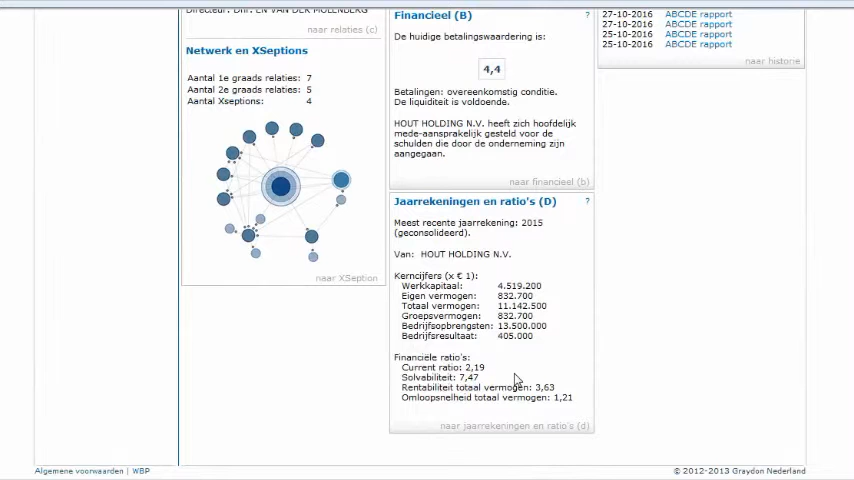 Directeur: Dhr. EN VAN DER MOLENBERG
naar relaties (c)
Netwerk en XSeptions
Aantal 1e graads relaties: 7
Aantal 2e graads relaties: 5
Aantal Xseptions: 4
naar XSeption
Financieel (B) ?
De huidige betalingswaardering is:
4,4
Betalingen: overeenkomstig conditie.
De liquiditeit is voldoende.
HOUT HOLDING N.V. heeft zich hoofdelijk
mede-aansprakelijk gesteld voor de
schulden die door de onderneming zijn
aangegaan.
naar financieel (b)
Jaarrekeningen en ratio's (D) ?
Meest recente jaarrekening: 2015
(geconsolideerd).
Van: HOUT HOLDING N.V.
Kerncijfers (x € 1):
Werkkapitaal: 4.519.200
Eigen vermogen: 832.700
Totaal vermogen: 11.142.500
Groepsvermogen: 832.700
Bedrijfsopbrengsten: 13.500.000
Bedrijfsresultaat: 405.000
Financiële ratio's:
Current ratio: 2,19
Solvabiliteit: 7,47
Rentabiliteit totaal vermogen: 3,63
Omloopsnelheid totaal vermogen: 1,21
naar jaarrekeningen en ratio's (d)
27-10-2016 ABCDE rapport
27-10-2016 ABCDE rapport
25-10-2016 ABCDE rapport
25-10-2016 ABCDE rapport
naar historie
Algemene voorwaarden | WBP
© 2012-2013 Graydon Nederland